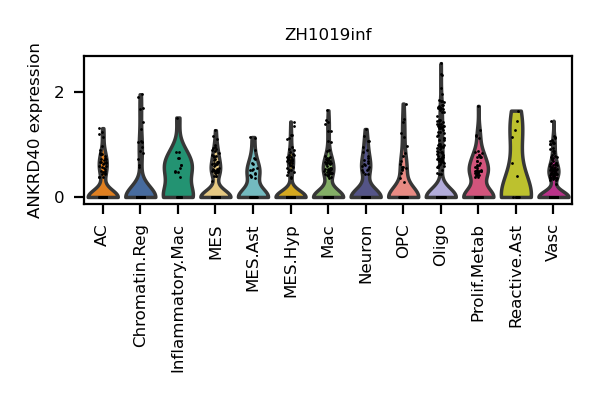 ZH1019inf
ANKRD40 expression
2
0
AC
Chromatin.Reg
Inflammatory.Mac
MES
MES.Ast
MES.Hyp
Mac
Neuron
OPC
Oligo
Prolif.Metab
Reactive.Ast
Vasc